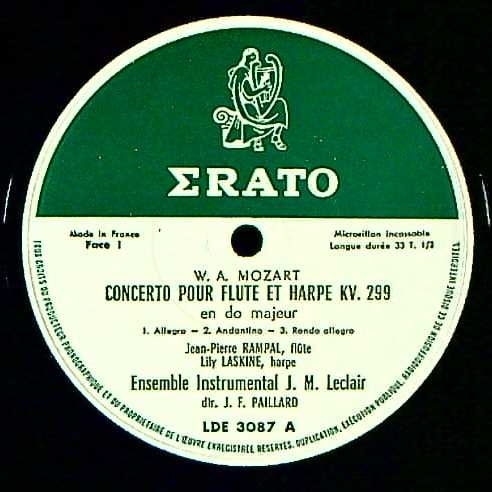 ΣRATO
Made in France
Face 1
Microsillon incassable
Longue durée 33 T. 1/3
W. A. MOZART
CONCERTO POUR FLUTE ET HARPE KV. 299
en do majeur
1. Allegro - 2. Andantino - 3. Rondo allegro
Jean-Pierre RAMPAL, flûte
Lily LASKINE, harpe
Ensemble Instrumental J. M. Leclair
dir. J. F. PAILLARD
LDE 3087 A
TOUS DROITS DU PRODUCTEUR PHONOGRAPHIQUE ET DU PROPRIETAIRE DE L'ŒUVRE ENREGISTREE RESERVES. DUPLICATION, EXÉCUTION PUBLIQUE, RADIODIFFUSION DE CE DISQUE INTERDITES.